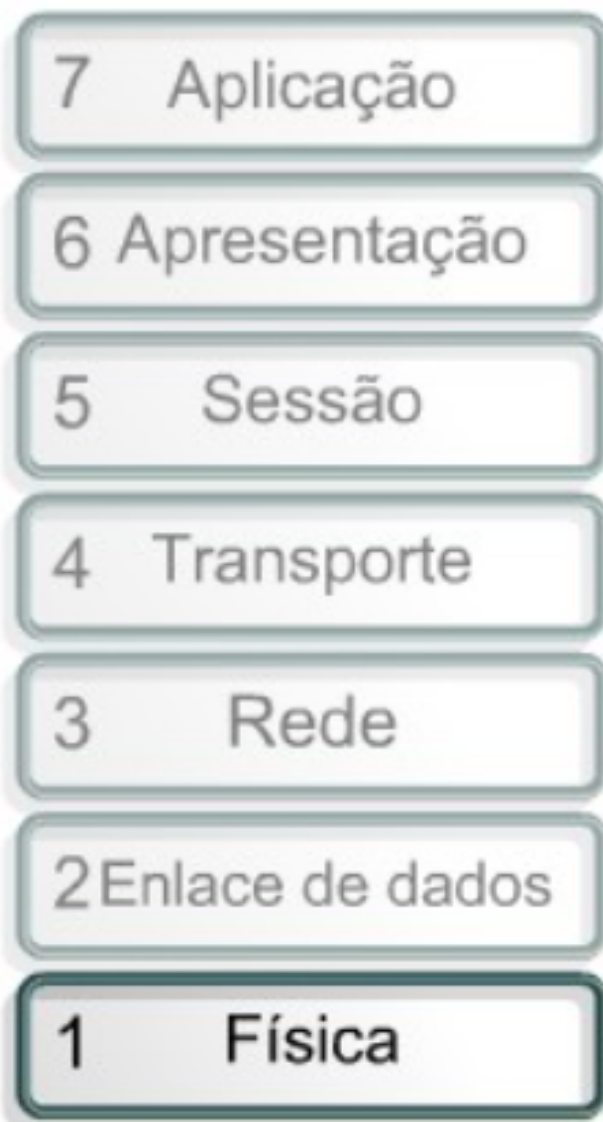 7 Aplicação
6 Apresentação
5 Sessão
4 Transporte
3 Rede
2 Enlace de dados
1 Física